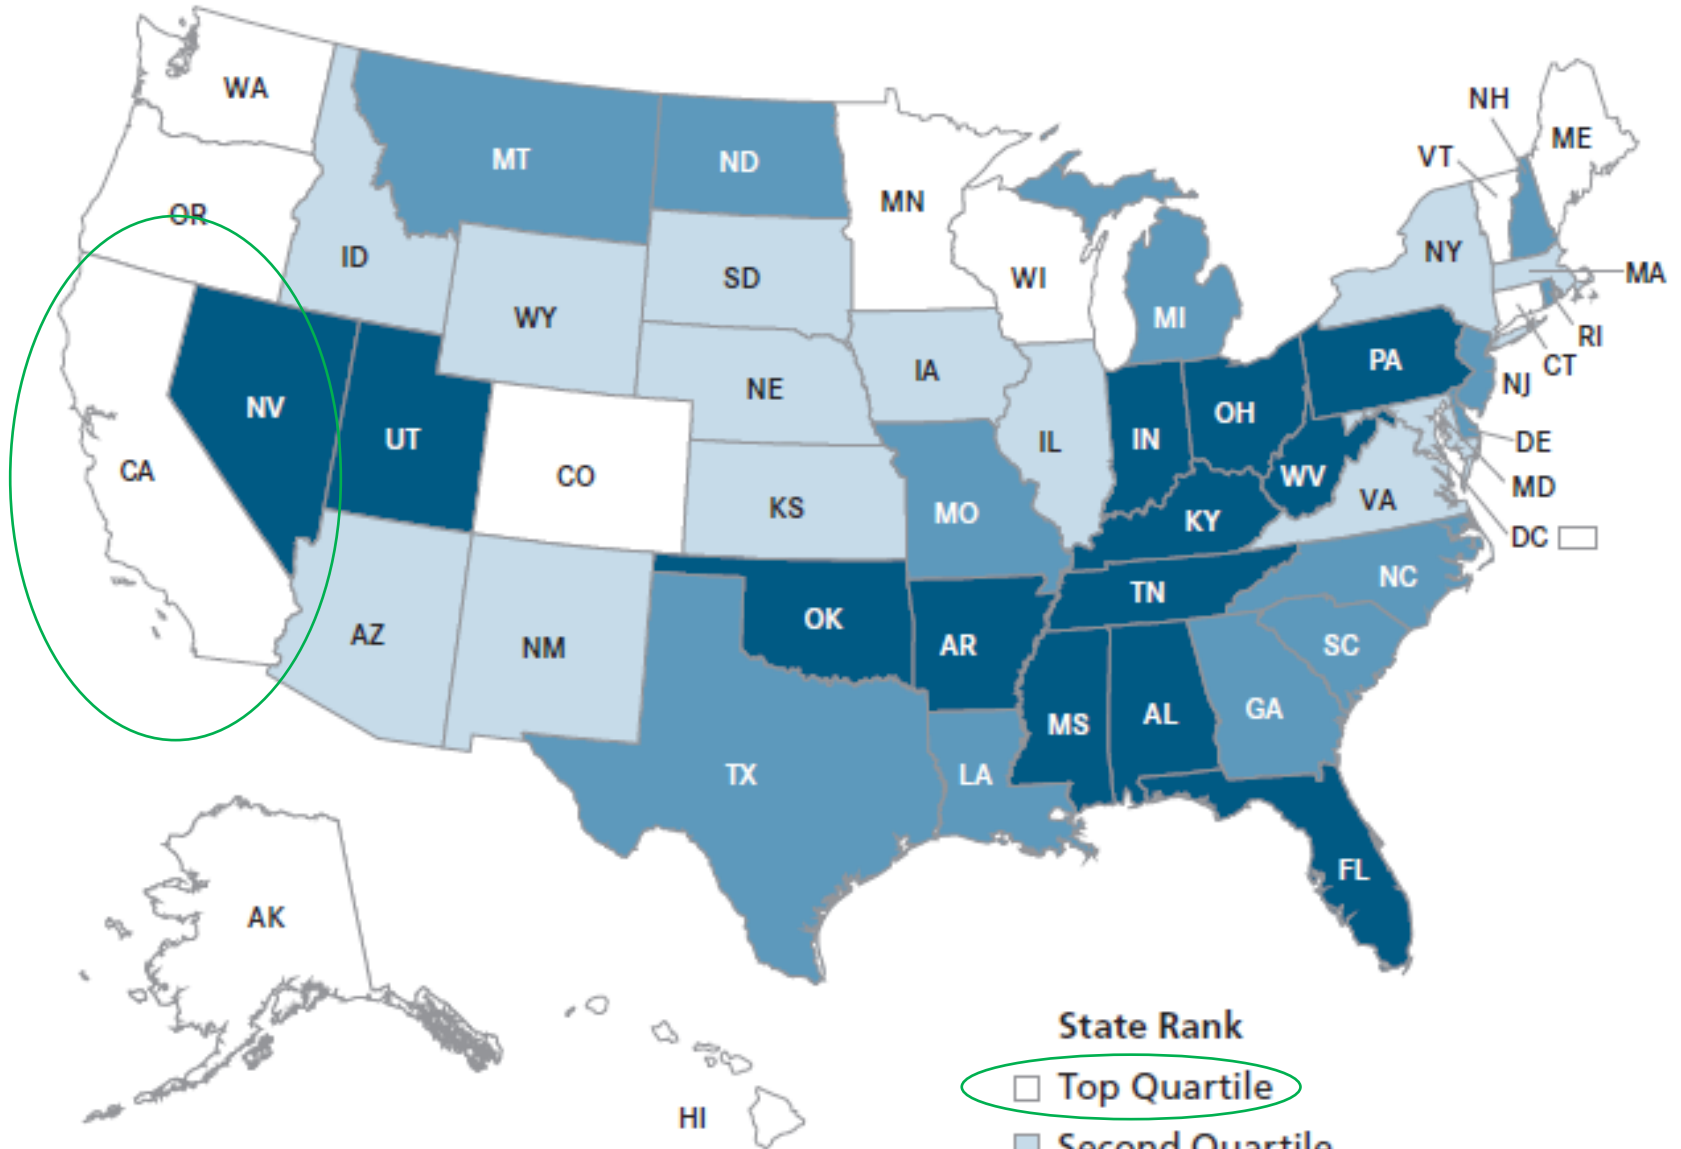 WA
MT
ND
MN
NH
ME
VT
OR
ID
WY
SD
WI
MI
NY
MA
RI
CT
PA
NJ
NV
UT
CO
NE
IA
IL
IN
OH
WV
DE
MD
VA
DC
CA
KS
MO
KY
NC
TN
AZ
NM
OK
AR
SC
MS
AL
GA
TX
LA
FL
AK
HI
State Rank
Top Quartile
Second Quartile